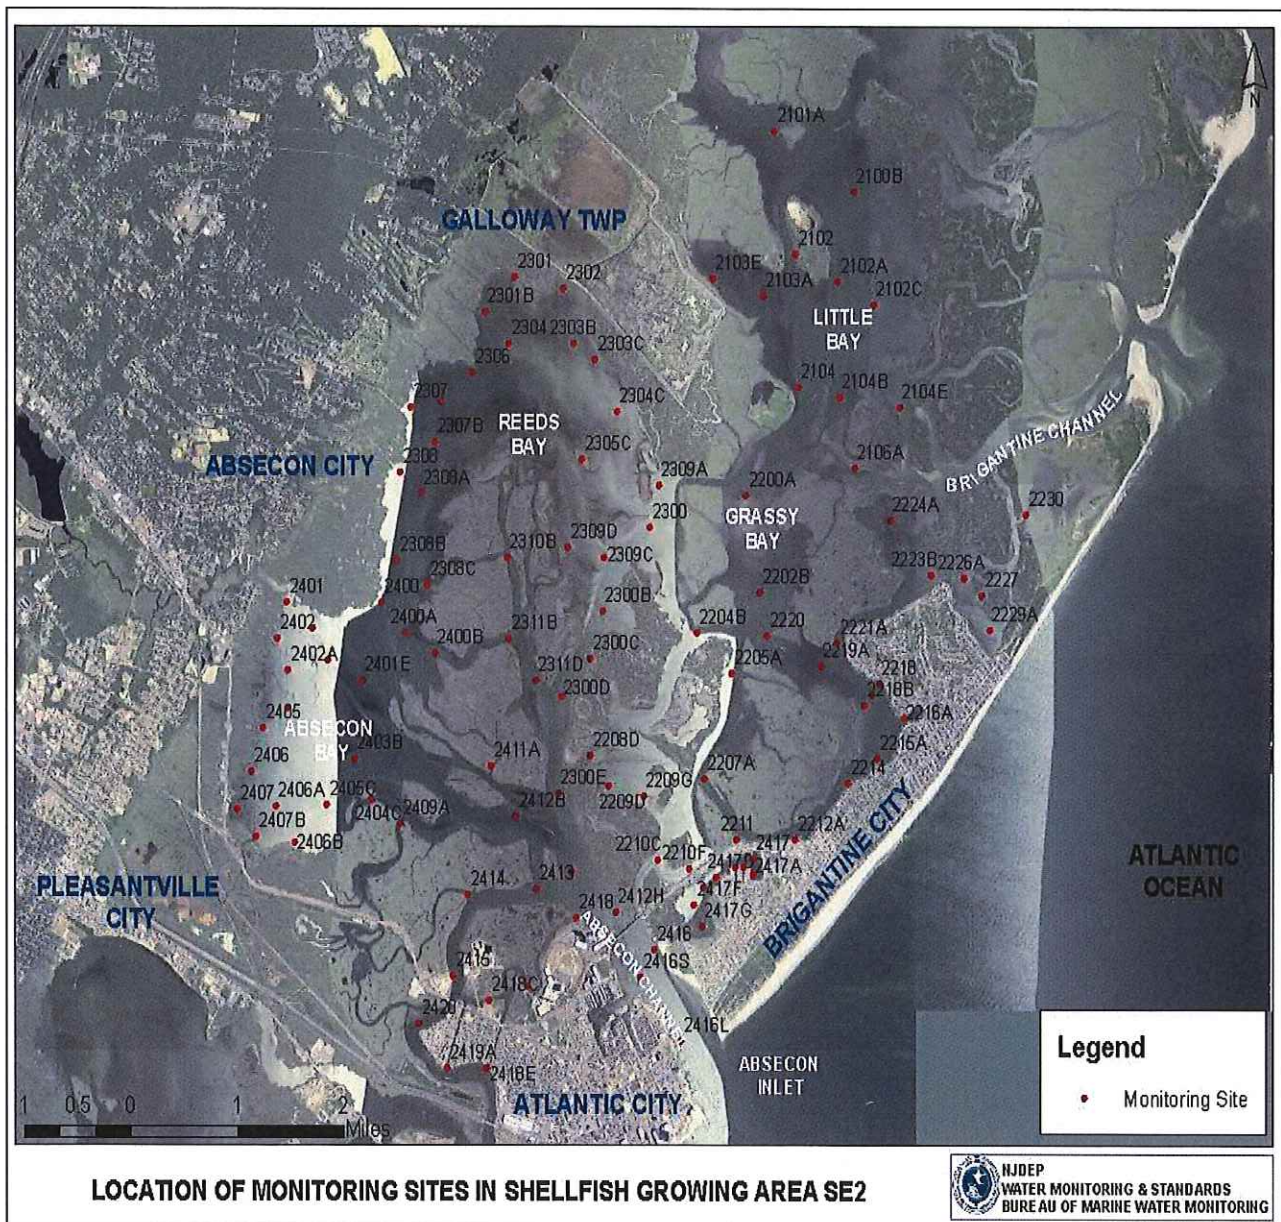 N
2101A
2100B
GALLOWAY TWP
2102
2301
2302
2103E
2102A
2103A
2102C
2301B
LITTLE
BAY
2304
2303B
2303C
2306
2307
2304C
2104
2104B
2104E
2307B
REEDS
BAY
BRIGANTINE CHANNEL
ABSECON CITY
2308
2305C
2106A
2308A
2309A
2200A
2300
GRASSY
BAY
2224A
2230
2310B
2309D
2309C
2308B
2308C
2223B
2226A
2202B
2227
2401
2400
2300B
2402
2400A
2400B
2311B
2204B
2220
2221A
2229A
2300C
2219A
2402A
2401E
2311D
2205A
2218
2300D
2218B
2216A
2405
ABSECON
BAY
2403B
2208D
2215A
2406
2411A
2300E
2207A
2214
2209G
2209D
2407
2406A
2405C
2404C
2409A
2412B
2407B
2406B
2211
2212A
2210C
2210F
2417
2417A
BRIGANTINE CITY
ATLANTIC
OCEAN
PLEASANTVILLE
CITY
2414
2413
2417F
2418
2412H
2417G
ABSECON CHANNEL
2416
2415
2416S
2418C
2420
2416L
2419A
2418E
ABSECON
INLET
ATLANTIC CITY
1 0.5 0 1 2
Miles
Legend
Monitoring Site
LOCATION OF MONITORING SITES IN SHELLFISH GROWING AREA SE2
NJDEP
WATER MONITORING & STANDARDS
BUREAU OF MARINE WATER MONITORING